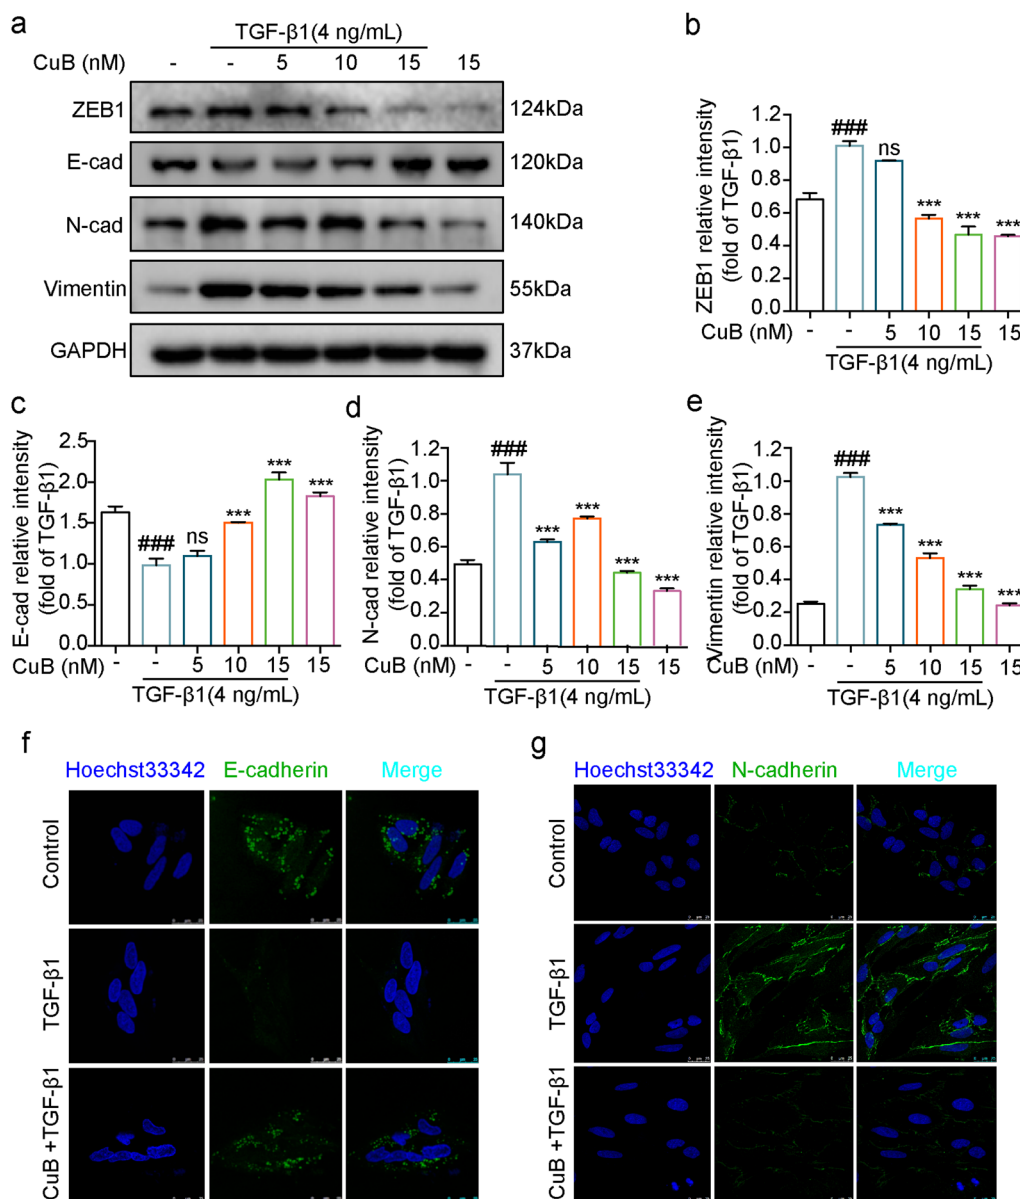 a
TGF-β1(4 ng/mL)
CuB (nM) - - 5 10 15 15
ZEB1 124kDa
E-cad 120kDa
N-cad 140kDa
Vimentin 55kDa
GAPDH 37kDa
b
ZEB1 relative intensity
(fold of TGF-β1)
1.2
1.0
0.8
0.6
0.4
0.2
0.0
### ns *** *** ***
CuB (nM) - - 5 10 15 15
TGF-β1(4 ng/mL)
c
E-cad relative intensity
(fold of TGF-β1)
2.5
2.0
1.5
1.0
0.5
0.0
### ns *** *** ***
CuB (nM) - - 5 10 15 15
TGF-β1(4 ng/mL)
d
N-cad relative intensity
(fold of TGF-β1)
1.2
1.0
0.8
0.6
0.4
0.2
0.0
### *** *** *** ***
CuB (nM) - - 5 10 15 15
TGF-β1(4 ng/mL)
e
Vimentin relative intensity
(fold of TGF-β1)
1.2
1.0
0.8
0.6
0.4
0.2
0.0
### *** *** *** ***
CuB (nM) - - 5 10 15 15
TGF-β1(4 ng/mL)
f
Hoechst33342 E-cadherin Merge
Control
TGF-β1
CuB +TGF-β1
g
Hoechst33342 N-cadherin Merge
Control
TGF-β1
CuB +TGF-β1